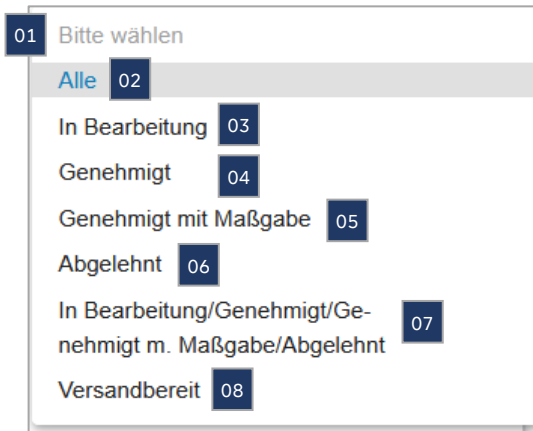 01 Bitte wählen
Alle 02
In Bearbeitung 03
Genehmigt 04
Genehmigt mit Maßgabe 05
Abgelehnt 06
In Bearbeitung/Genehmigt/Ge-
nehmigt m. Maßgabe/Abgelehnt 07
Versandbereit 08